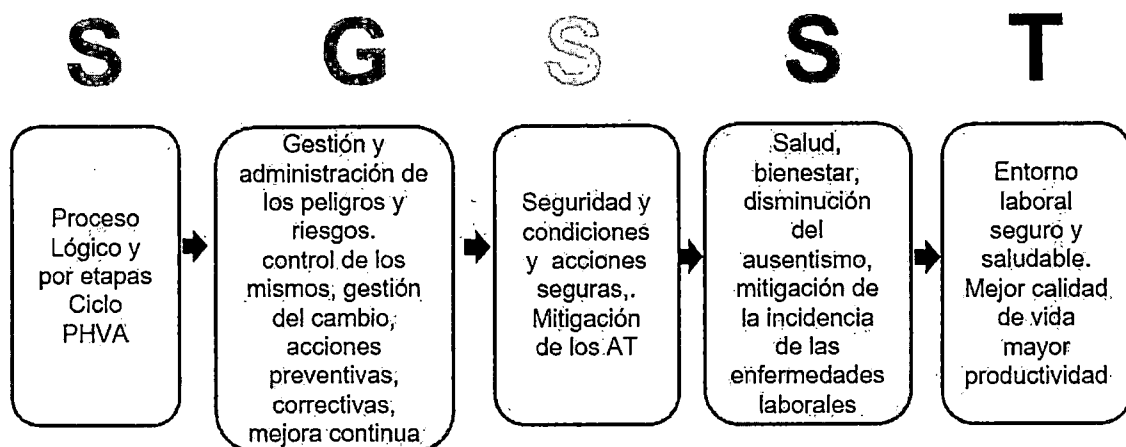 S G S S T
Proceso
Lógico y
por etapas
Ciclo
PHVA
Gestión y
administración de
los peligros y
riesgos.
control de los
mismos, gestión
del cambio,
acciones
preventivas,
correctivas,
mejora continua
Seguridad y
condiciones
y acciones
seguras,.
Mitigación
de los AT
Salud,
bienestar,
disminución
del
ausentismo,
mitigación de
la incidencia
de las
enfermedades
laborales
Entorno
laboral
seguro y
saludable.
Mejor calidad
de vida
mayor
productividad